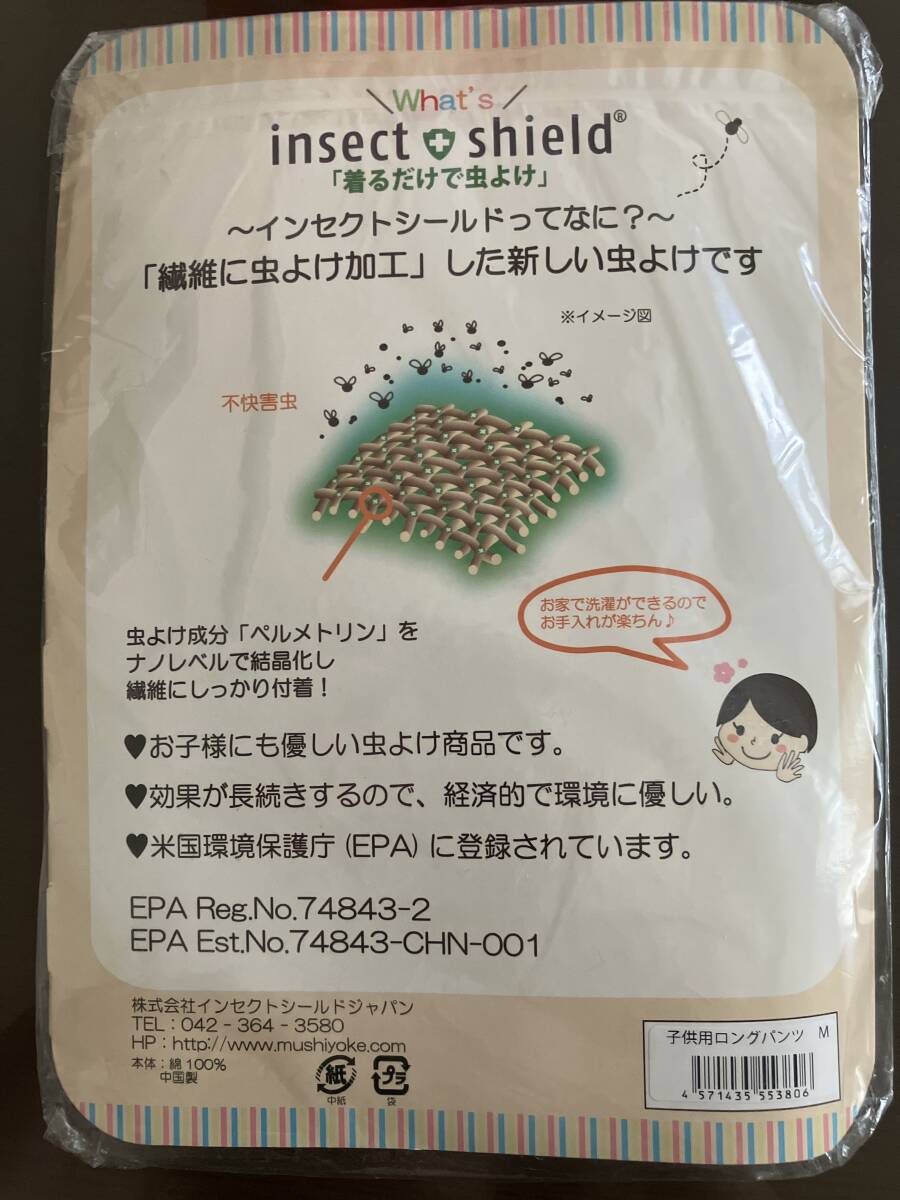 What's
insect shield®
「着るだけで虫よけ」
～インセクトシールドってなに？～
「繊維に虫よけ加工」した新しい虫よけです
※イメージ図
不快害虫
お家で洗濯ができるので
お手入れが楽ちん♪
虫よけ成分「ペルメトリン」を
ナノレベルで結晶化し
繊維にしっかり付着！
♥お子様にも優しい虫よけ商品です。
♥効果が長続きするので、経済的で環境に優しい。
♥米国環境保護庁（EPA）に登録されています。
EPA Reg.No.74843-2
EPA Est.No.74843-CHN-001
株式会社インセクトシールドジャパン
TEL：042－364－3580
HP：http://www.mushiyoke.com
本体：綿100%
中国製
紙
中紙
プラ
袋
子供用ロングパンツ M
4 571435 553806